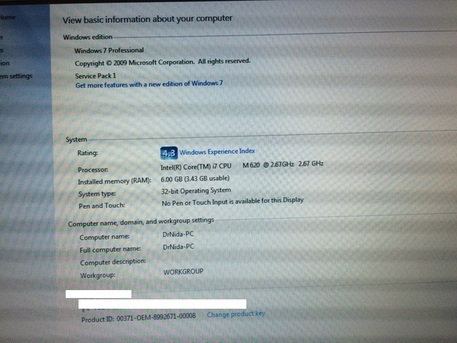 Home
em settings
View basic information about your computer
Windows edition
Windows 7 Professional
Copyright © 2009 Microsoft Corporation. All rights reserved.
Service Pack 1
Get more features with a new edition of Windows 7
System
Rating: 4,3 Windows Experience Index
Processor: Intel(R) Core(TM) i7 CPU M 620 @ 2.67GHz 2.67 GHz
Installed memory (RAM): 6.00 GB (3.43 GB usable)
System type: 32-bit Operating System
Pen and Touch: No Pen or Touch Input is available for this Display
Computer name, domain, and workgroup settings
Computer name: DrNida-PC
Full computer name: DrNida-PC
Computer description:
Workgroup: WORKGROUP
Product ID: 00371-OEM-8992671-00008 Change product key